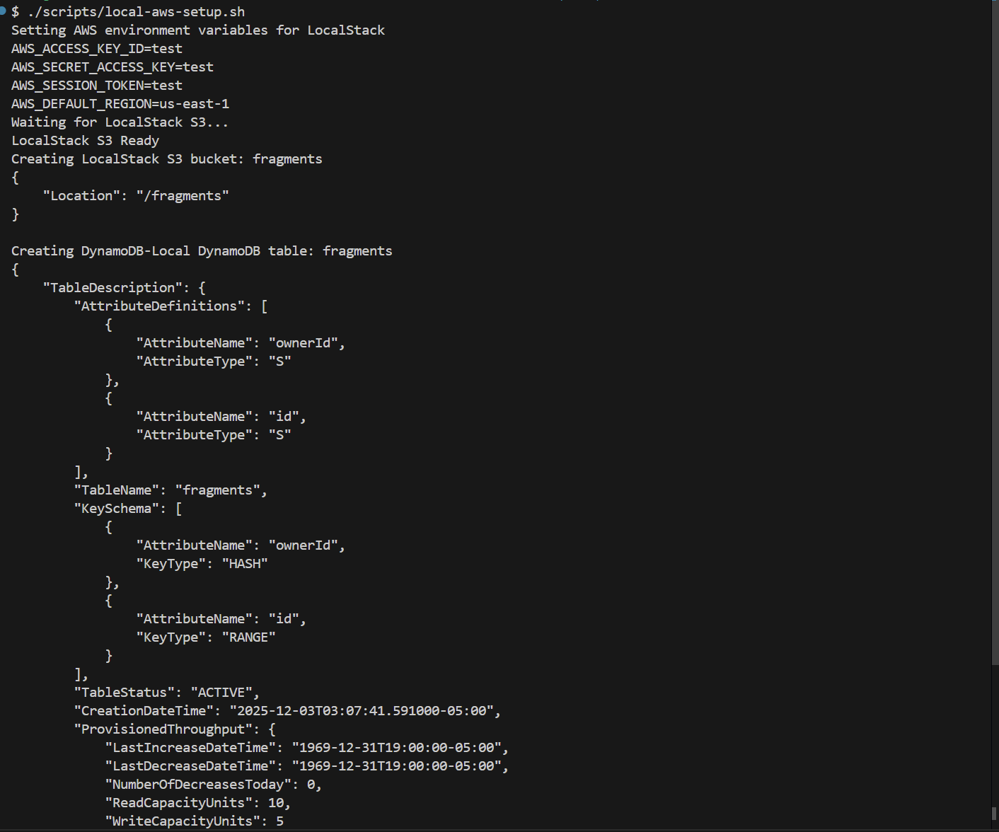 $ ./scripts/local-aws-setup.sh
Setting AWS environment variables for LocalStack
AWS_ACCESS_KEY_ID=test
AWS_SECRET_ACCESS_KEY=test
AWS_SESSION_TOKEN=test
AWS_DEFAULT_REGION=us-east-1
Waiting for LocalStack S3...
LocalStack S3 Ready
Creating LocalStack S3 bucket: fragments
{
    "Location": "/fragments"
}

Creating DynamoDB-Local DynamoDB table: fragments
{
    "TableDescription": {
        "AttributeDefinitions": [
            {
                "AttributeName": "ownerId",
                "AttributeType": "S"
            },
            {
                "AttributeName": "id",
                "AttributeType": "S"
            }
        ],
        "TableName": "fragments",
        "KeySchema": [
            {
                "AttributeName": "ownerId",
                "KeyType": "HASH"
            },
            {
                "AttributeName": "id",
                "KeyType": "RANGE"
            }
        ],
        "TableStatus": "ACTIVE",
        "CreationDateTime": "2025-12-03T03:07:41.591000-05:00",
        "ProvisionedThroughput": {
            "LastIncreaseDateTime": "1969-12-31T19:00:00-05:00",
            "LastDecreaseDateTime": "1969-12-31T19:00:00-05:00",
            "NumberOfDecreasesToday": 0,
            "ReadCapacityUnits": 10,
            "WriteCapacityUnits": 5